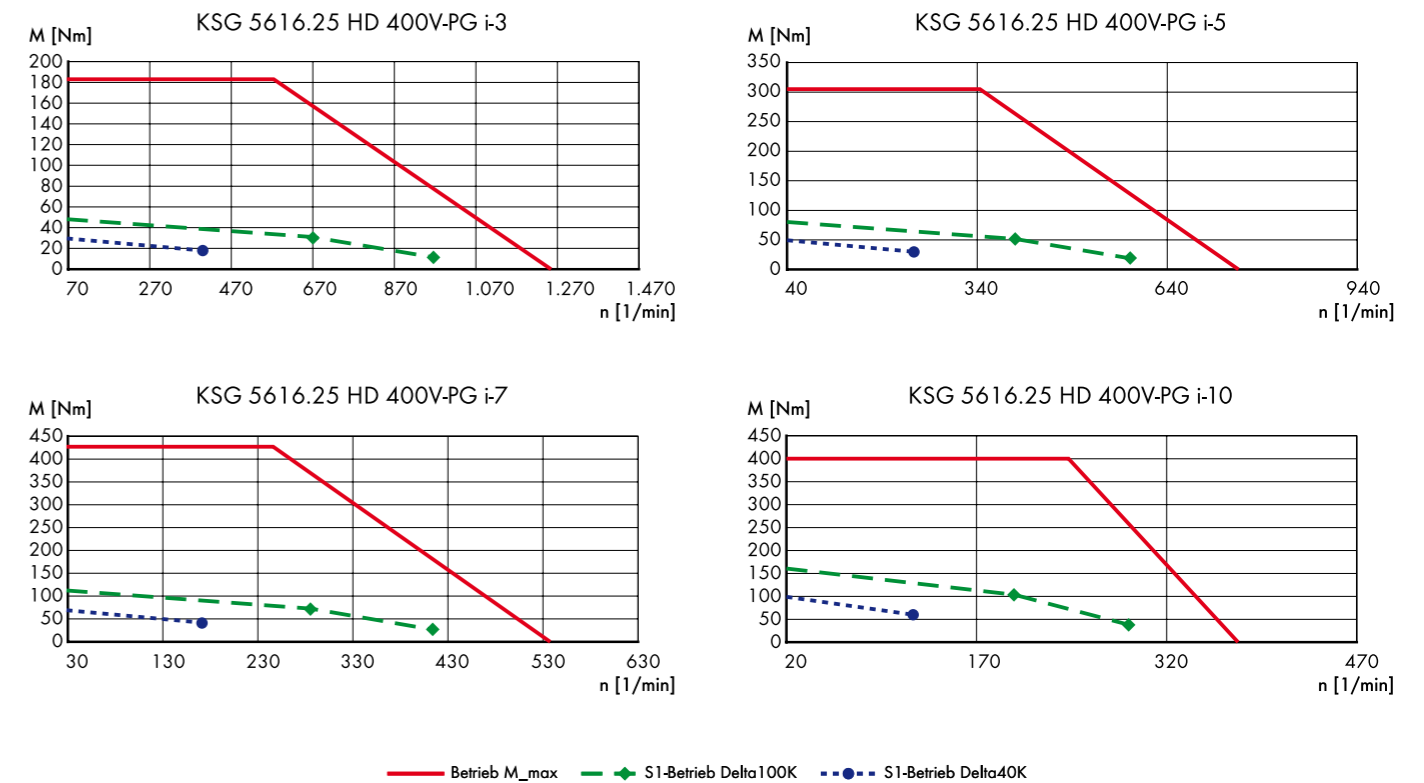 KSG 5616.25 HD 400V-PG i-3
M [Nm]
200
180
160
140
120
100
80
60
40
20
0
70 270 470 670 870 1.070 1.270 1.470
n [1/min]
KSG 5616.25 HD 400V-PG i-5
M [Nm]
350
300
250
200
150
100
50
0
40 340 640 940
n [1/min]
KSG 5616.25 HD 400V-PG i-7
M [Nm]
450
400
350
300
250
200
150
100
50
0
30 130 230 330 430 530 630
n [1/min]
KSG 5616.25 HD 400V-PG i-10
M [Nm]
450
400
350
300
250
200
150
100
50
0
20 170 320 470
n [1/min]
Betrieb M_max S1-Betrieb Delta100K S1-Betrieb Delta40K